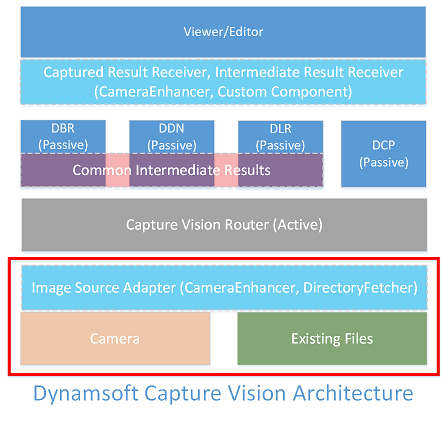 Viewer/Editor
Captured Result Receiver, Intermediate Result Receiver
(CameraEnhancer, Custom Component)
DBR
(Passive)
DDN
(Passive)
DLR
(Passive)
DCP
(Passive)
Common Intermediate Results
Capture Vision Router (Active)
Image Source Adapter (CameraEnhancer, DirectoryFetcher)
Camera
Existing Files
Dynamsoft Capture Vision Architecture